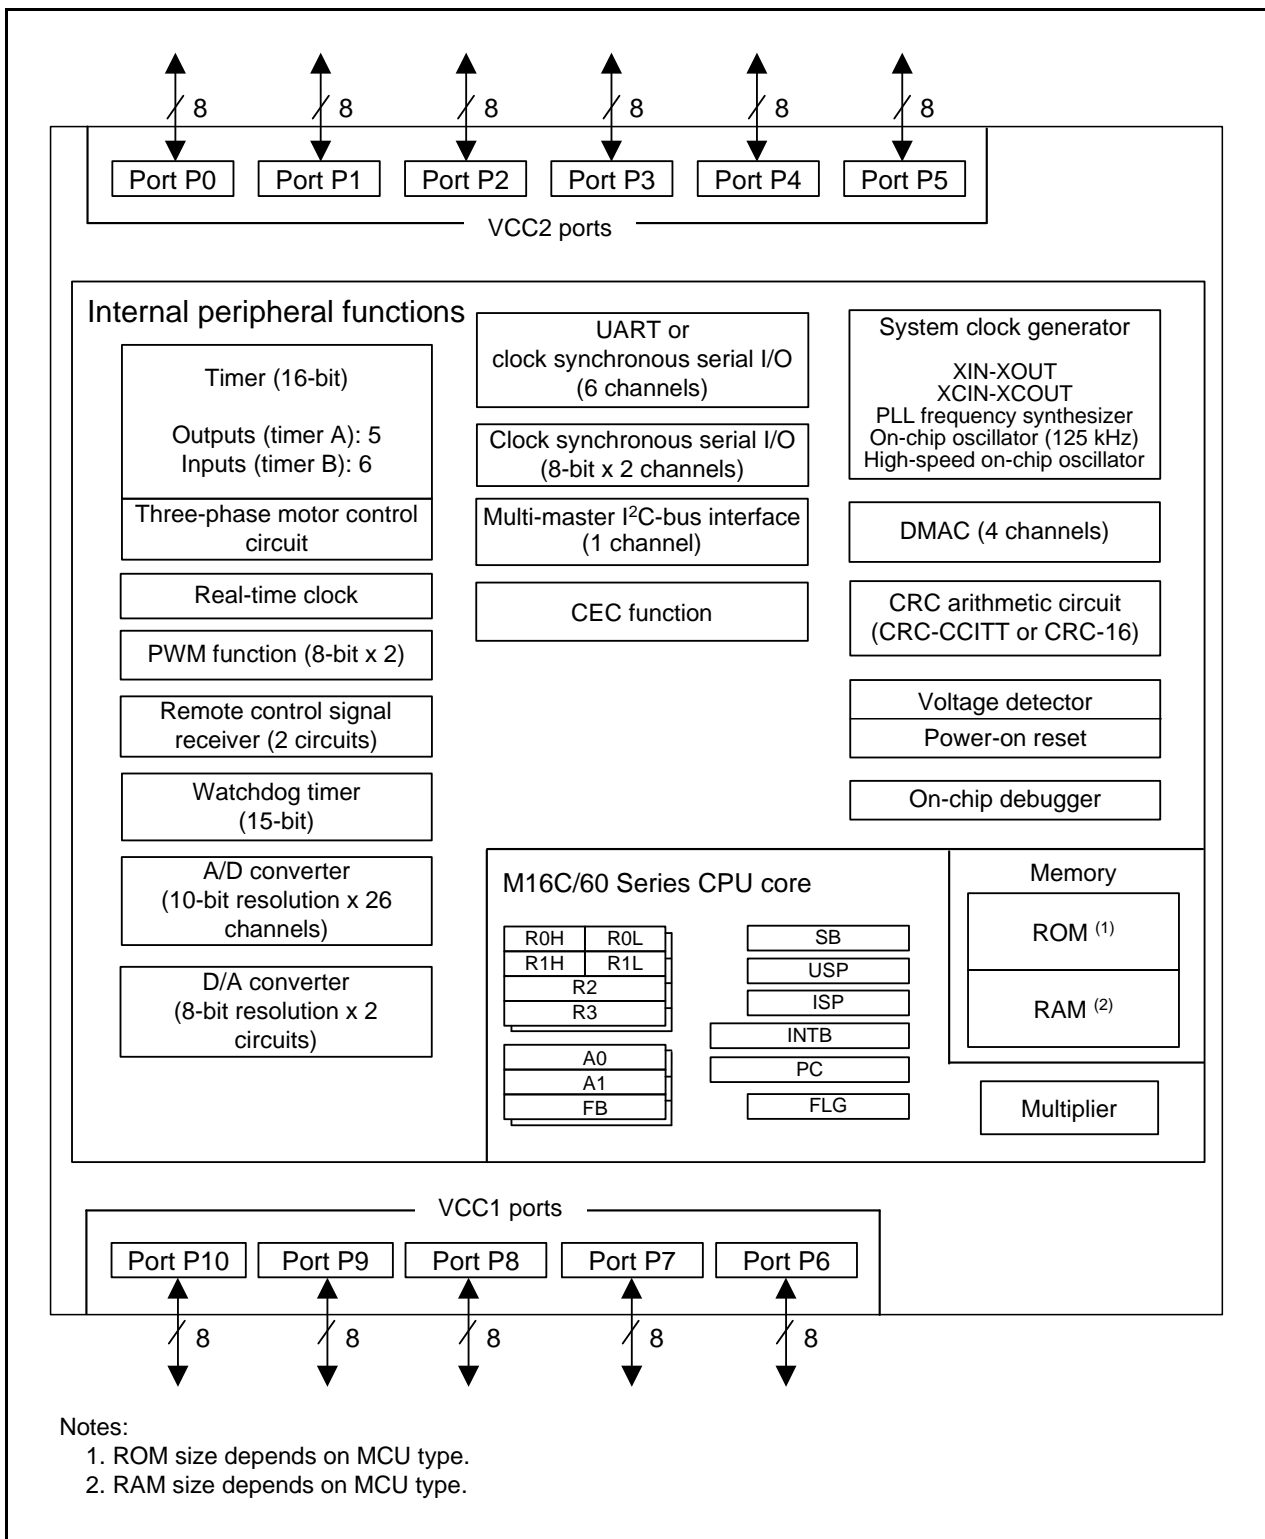 8 8 8 8 8 8
Port P0 Port P1 Port P2 Port P3 Port P4 Port P5
VCC2 ports
Internal peripheral functions
Timer (16-bit)
Outputs (timer A): 5
Inputs (timer B): 6
Three-phase motor control
circuit
Real-time clock
PWM function (8-bit x 2)
Remote control signal
receiver (2 circuits)
Watchdog timer
(15-bit)
A/D converter
(10-bit resolution x 26
channels)
D/A converter
(8-bit resolution x 2
circuits)
UART or
clock synchronous serial I/O
(6 channels)
Clock synchronous serial I/O
(8-bit x 2 channels)
Multi-master I²C-bus interface
(1 channel)
CEC function
System clock generator
XIN-XOUT
XCIN-XCOUT
PLL frequency synthesizer
On-chip oscillator (125 kHz)
High-speed on-chip oscillator
DMAC (4 channels)
CRC arithmetic circuit
(CRC-CCITT or CRC-16)
Voltage detector
Power-on reset
On-chip debugger
M16C/60 Series CPU core
R0H R0L
R1H R1L
R2
R3
A0
A1
FB
SB
USP
ISP
INTB
PC
FLG
Memory
ROM (1)
RAM (2)
Multiplier
VCC1 ports
Port P10 Port P9 Port P8 Port P7 Port P6
8 8 8 8 8
Notes:
1. ROM size depends on MCU type.
2. RAM size depends on MCU type.